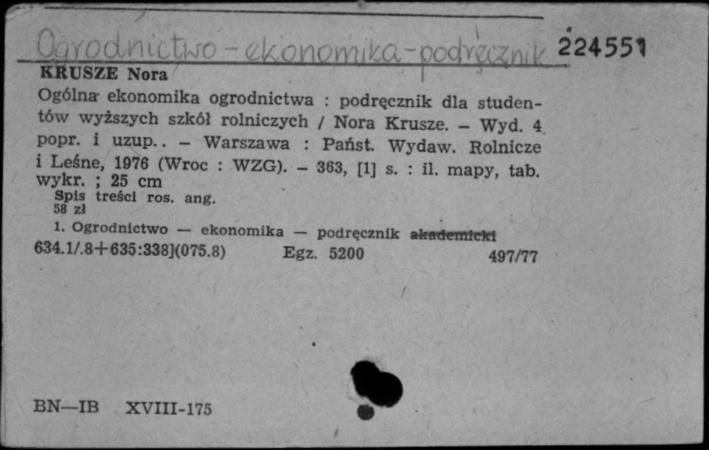 Ogrodnictwo - ekonomika - podręcznik 224551
KRUSZE Nora
Ogólna ekonomika ogrodnictwa : podręcznik dla studen-
tów wyższych szkół rolniczych / Nora Krusze. – Wyd. 4
popr. i uzup.. – Warszawa : Państ. Wydaw. Rolnicze
i Leśne, 1976 (Wroc : WZG). – 363, [1] s. : il. mapy, tab.
wykr. ; 25 cm
Spis treści ros. ang.
58 zł
1. Ogrodnictwo — ekonomika — podręcznik akademicki
634.1/.8+635:338](075.8) Egz. 5200 497/77
BN—IB XVIII-175